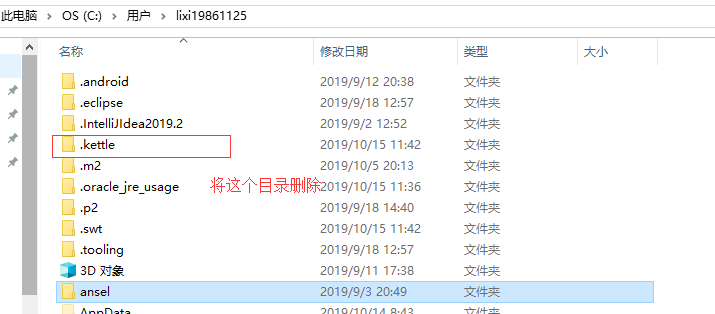 此电脑 > OS (C:) > 用户 > lixi19861125
名称 修改日期 类型 大小
.android 2019/9/12 20:38 文件夹
.eclipse 2019/9/18 12:57 文件夹
.IntelliJIdea2019.2 2019/9/2 12:52 文件夹
.kettle 2019/10/15 11:42 文件夹
.m2 2019/10/5 20:13 文件夹
.oracle_jre_usage 2019/10/15 11:36 文件夹
将这个目录删除
.p2 2019/9/18 14:40 文件夹
.swt 2019/10/15 11:42 文件夹
.tooling 2019/9/18 12:57 文件夹
3D 对象 2019/9/11 17:38 文件夹
ansel 2019/9/3 20:49 文件夹
AppData 2019/10/14 8:43 文件夹